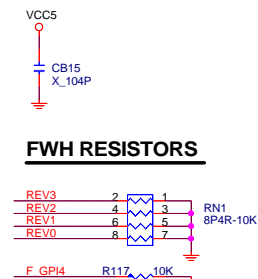 VCC5
CB15
X_104P
FWH RESISTORS
REV3 2 1
REV2 4 3 RN1
REV1 6 5 8P4R-10K
REV0 8 7
F_GPI4 R117 10K